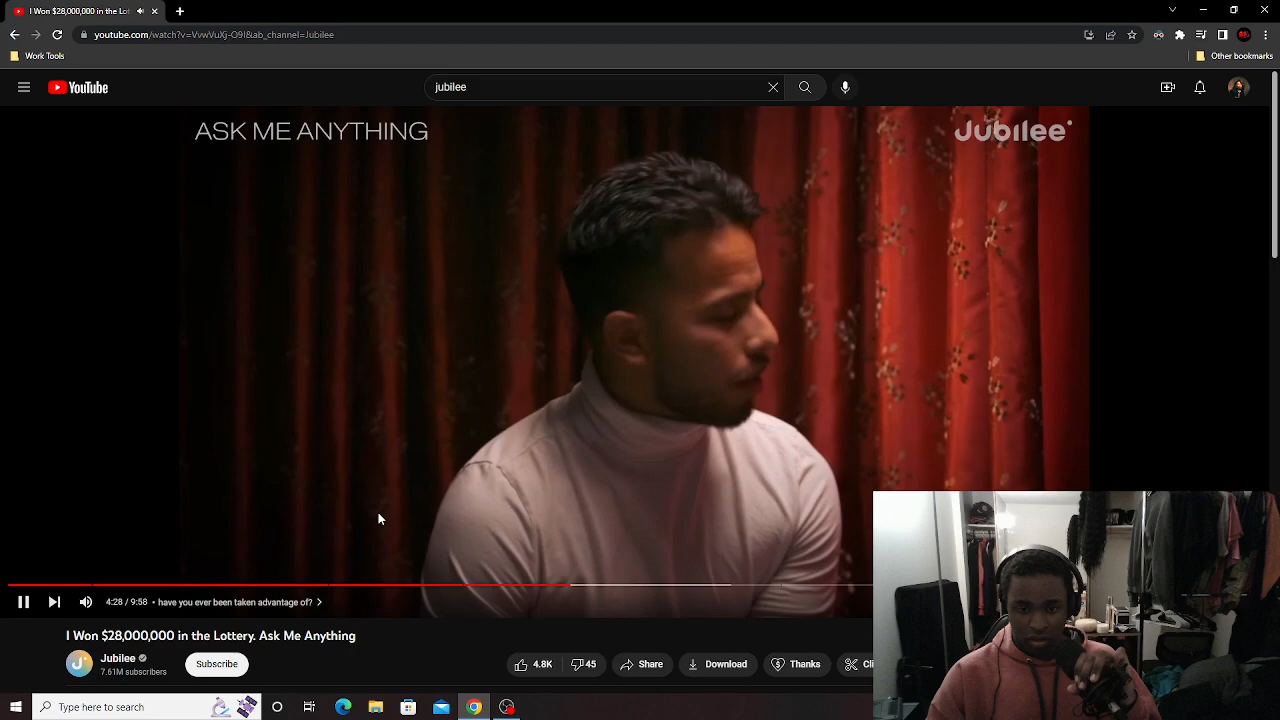 I Won $28,000,000 in the Lot
youtube.com/watch?v=VvwVuXj-O9I&ab_channel=Jubilee
Work Tools
Other bookmarks
YouTube
jubilee
ASK ME ANYTHING
Jubilee
4:28 / 9:58 • have you ever been taken advantage of?
I Won $28,000,000 in the Lottery. Ask Me Anything
Jubilee
7.61M subscribers
Subscribe
4.8K
45
Share
Download
Thanks
Cli
Type here to search